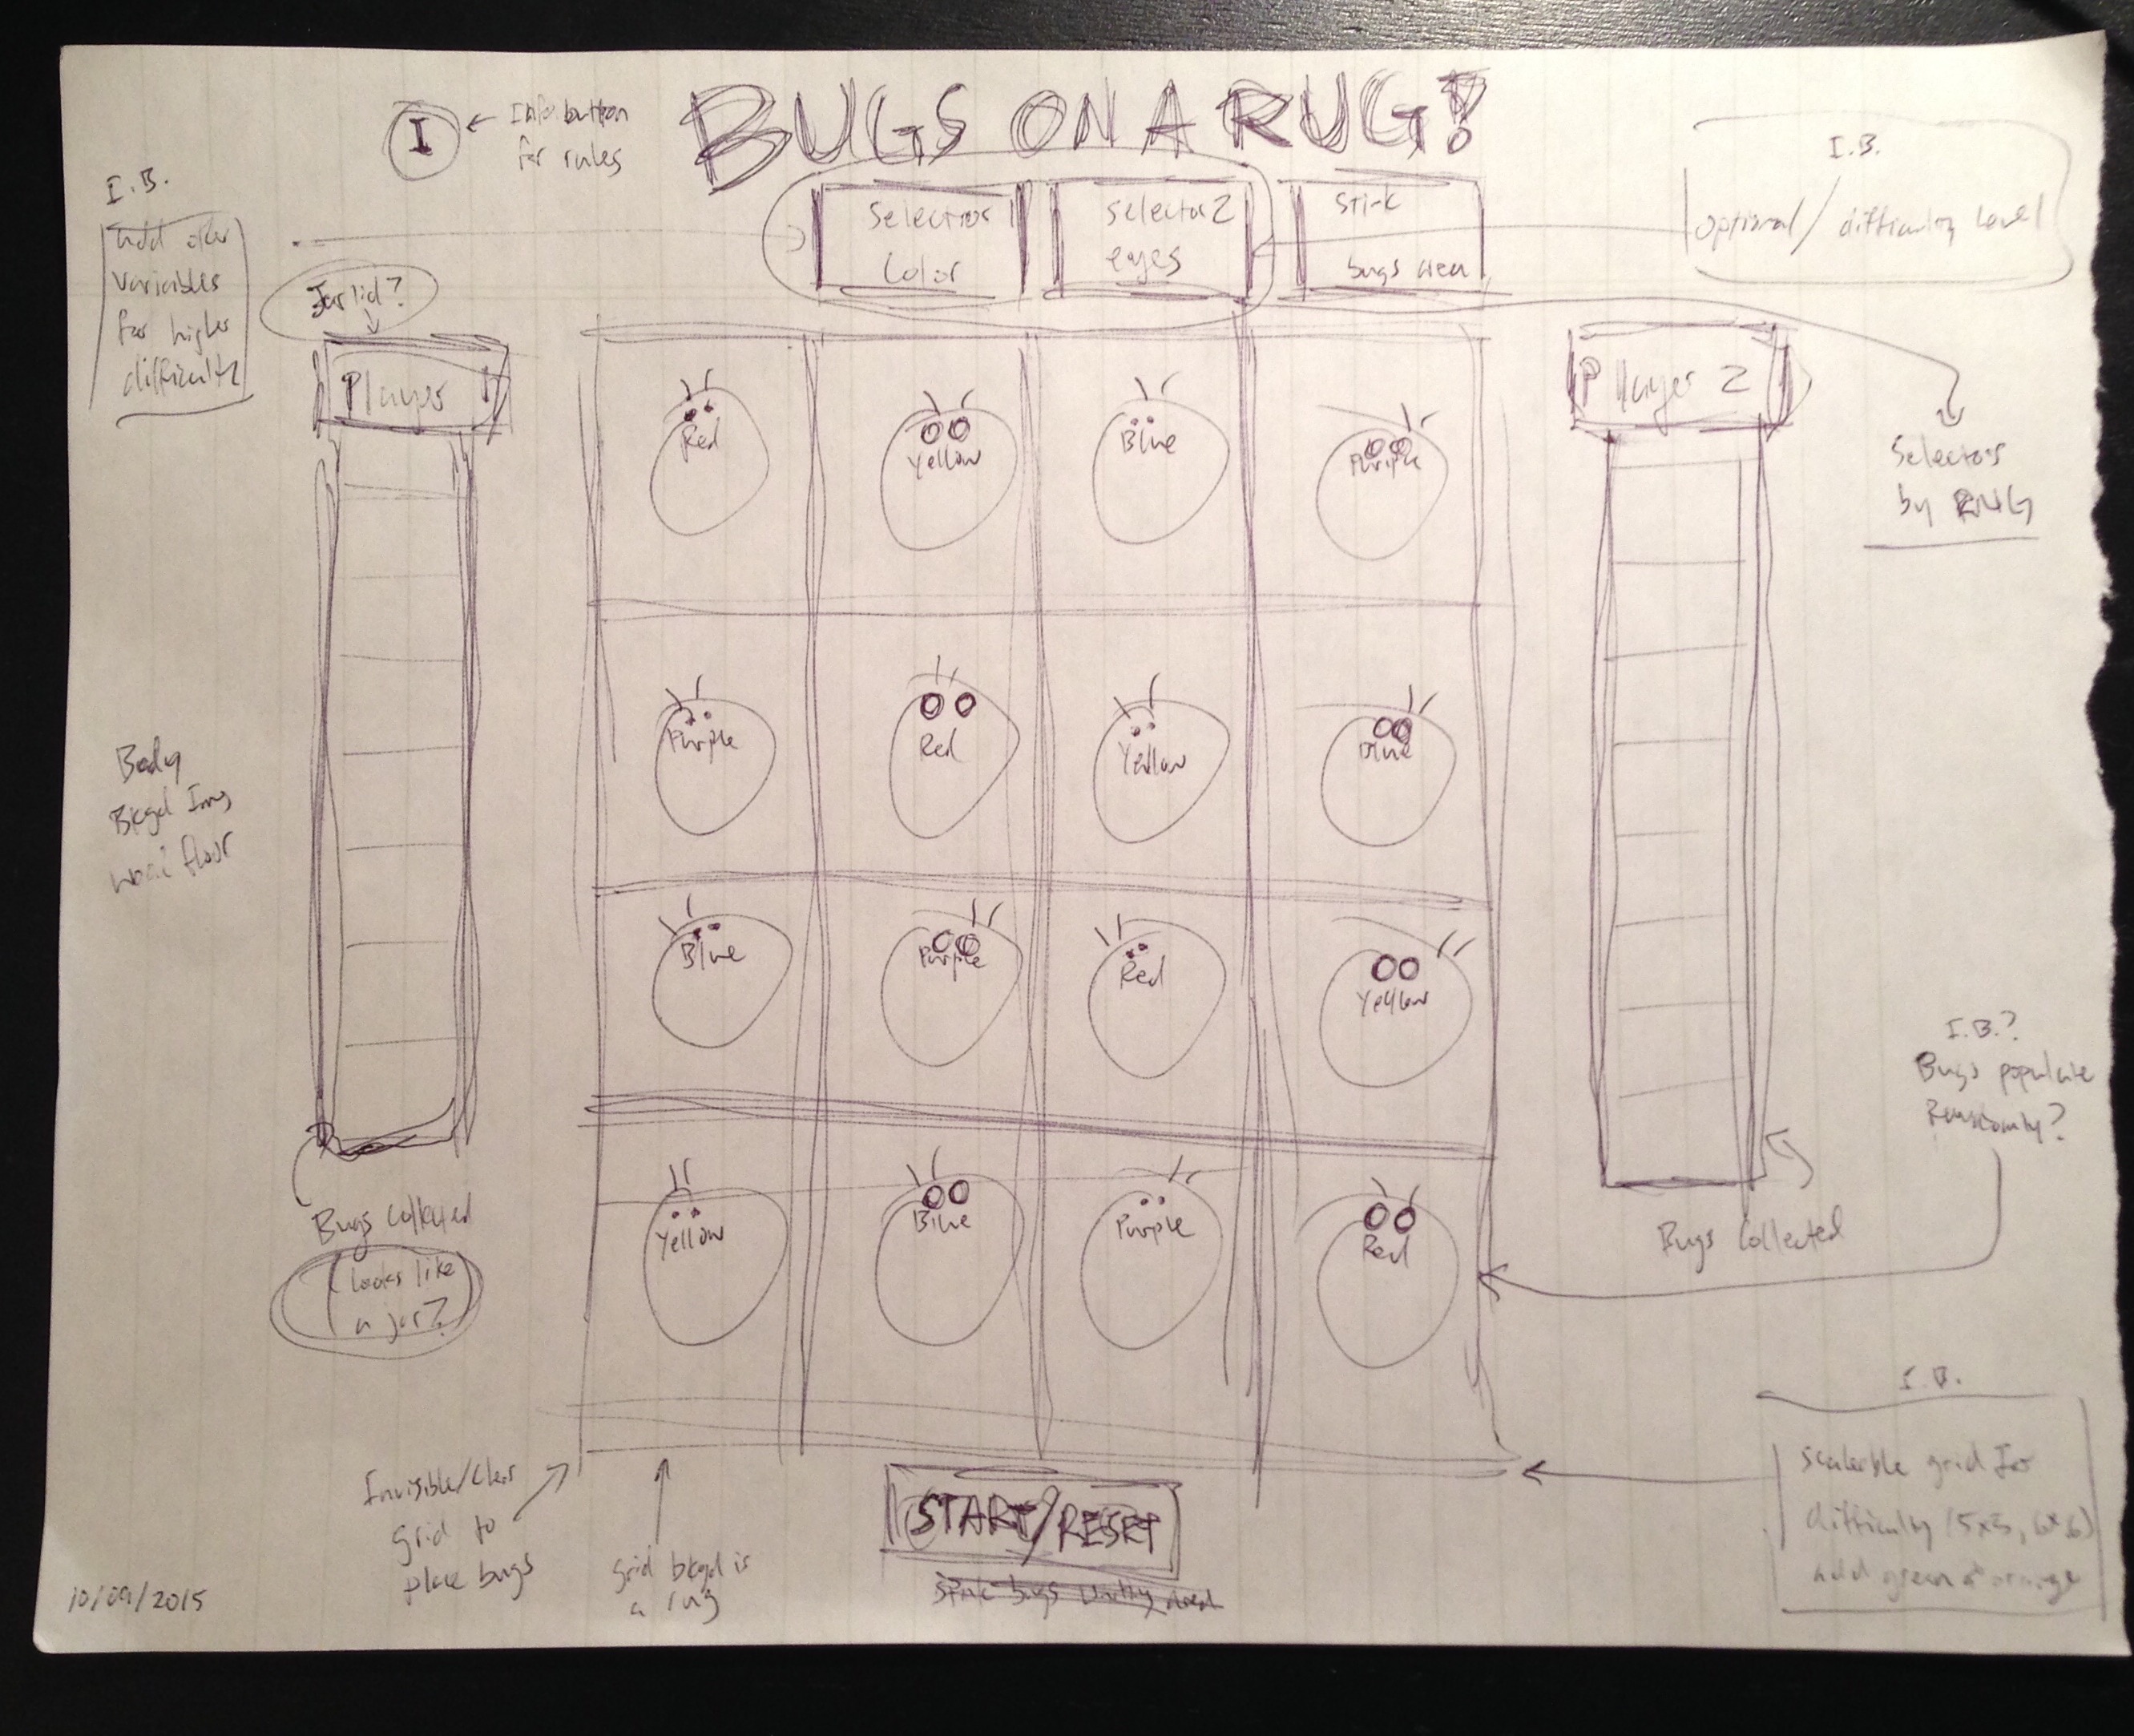 BUGS ON A RUG!
I
Info button
for rules
I.B.
Add other
variables
for higher
difficulty
Jar lid?
Selector 1
Color
Selector 2
eyes
Stink
bugs area
I.B.
optional / difficulty level
Player 1
Player 2
Selectors
by RNG
Red
Yellow
Blue
Purple
Purple
Red
Yellow
Blue
Blue
Purple
Red
Yellow
Yellow
Blue
Purple
Red
Body
Bkgd Img
wood floor
I.B.?
Bugs populate
Randomly?
Bugs Collected
looks like
a jar?
Bugs Collected
I.B.
scalable grid for
difficulty (5x5, 6x6)
add green & orange
Invisible/Clear
grid to
place bugs
grid bkgd is
a rug
START/RESET
bugs
10/09/2015